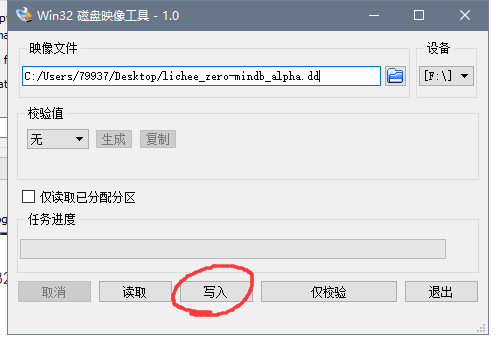 Win32 磁盘映像工具 - 1.0
映像文件
设备
C:/Users/79937/Desktop/lichee_zero-mindb_alpha.dd
[F:\]
校验值
无
生成
复制
仅读取已分配分区
任务进度
取消
读取
写入
仅校验
退出